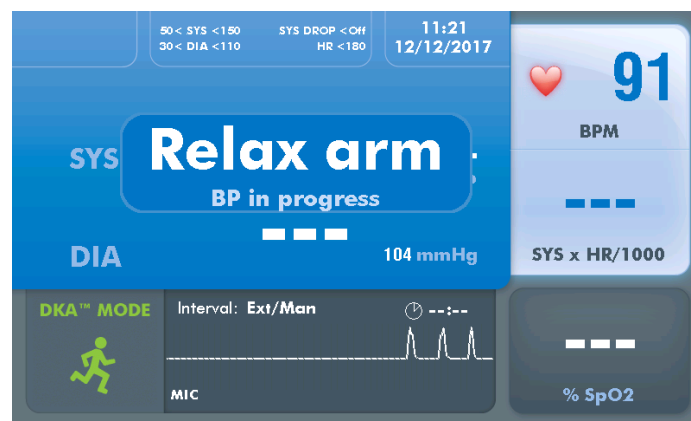 50< SYS <150 SYS DROP <Off
30< DIA <110 HR <180
11:21
12/12/2017
91
BPM
SYS
Relax arm
BP in progress
---
DIA
---
104 mmHg
SYS x HR/1000
DKA™ MODE
Interval: Ext/Man
--:--
MIC
---
% SpO2